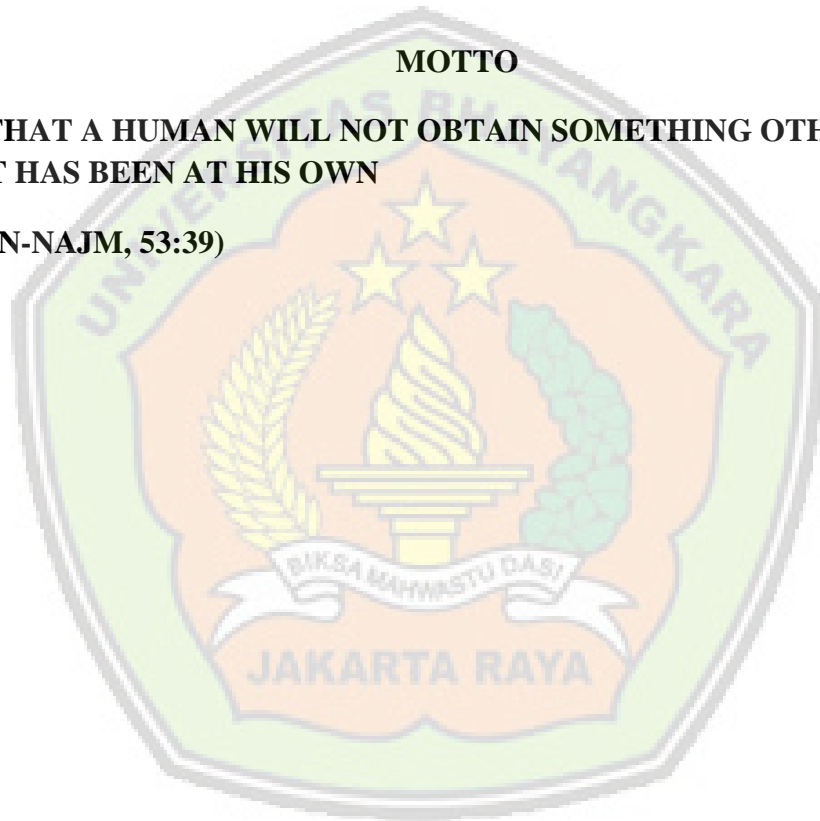 MOTTO
THAT A HUMAN WILL NOT OBTAIN SOMETHING
HAS BEEN AT HIS OWN
N-NAJM, 53:39)
UNIVERSITAS BHAYANGKARA
BIKSA MAHWASTU DASI
JAKARTA RAYA